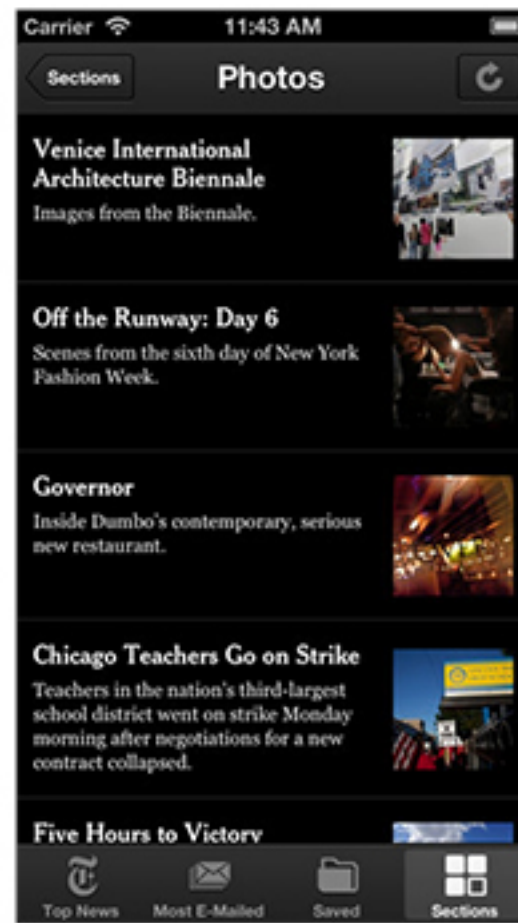 Carrier 11:43 AM
Sections Photos
Venice International
Architecture Biennale
Images from the Biennale.
Off the Runway: Day 6
Scenes from the sixth day of New York
Fashion Week.
Governor
Inside Dumbo's contemporary, serious
new restaurant.
Chicago Teachers Go on Strike
Teachers in the nation's third-largest
school district went on strike Monday
morning after negotiations for a new
contract collapsed.
Five Hours to Victory
T
Top News Most E-Mailed Saved Sections